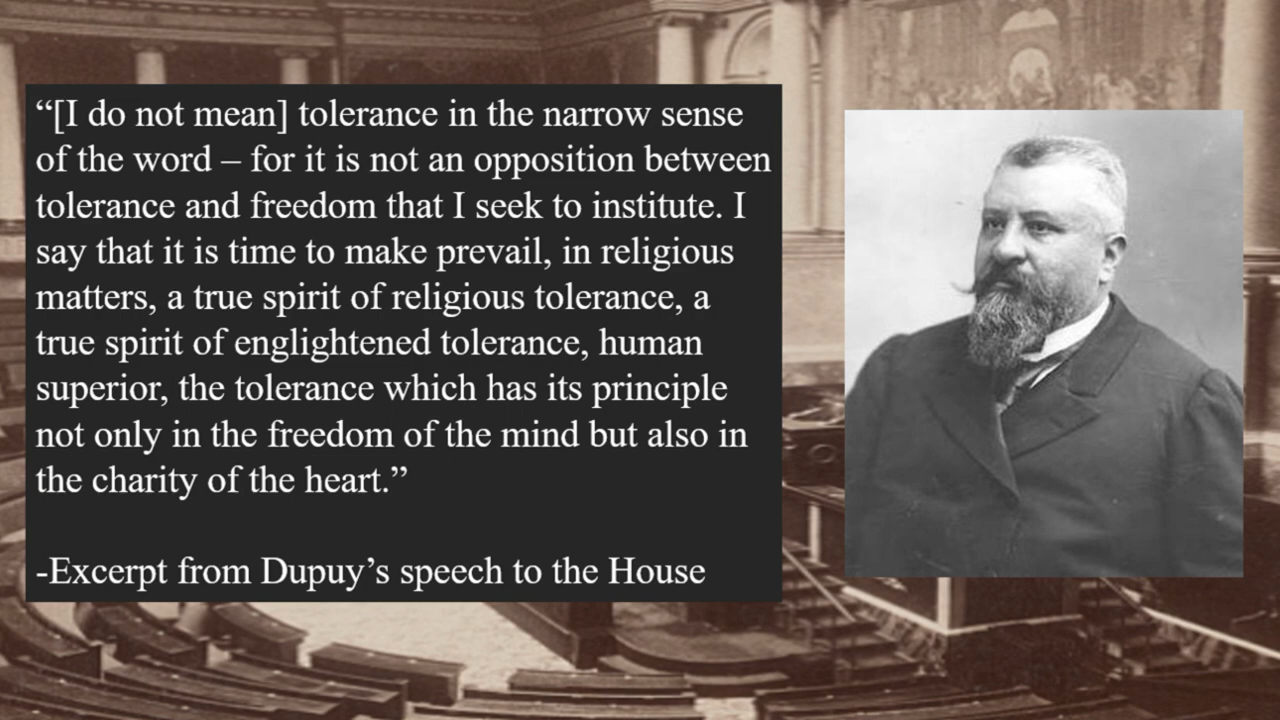 “[I do not mean] tolerance in the narrow sense
of the word – for it is not an opposition between
tolerance and freedom that I seek to institute. I
say that it is time to make prevail, in religious
matters, a true spirit of religious tolerance, a
true spirit of englightened tolerance, human
superior, the tolerance which has its principle
not only in the freedom of the mind but also in
the charity of the heart.”
-Excerpt from Dupuy’s speech to the House